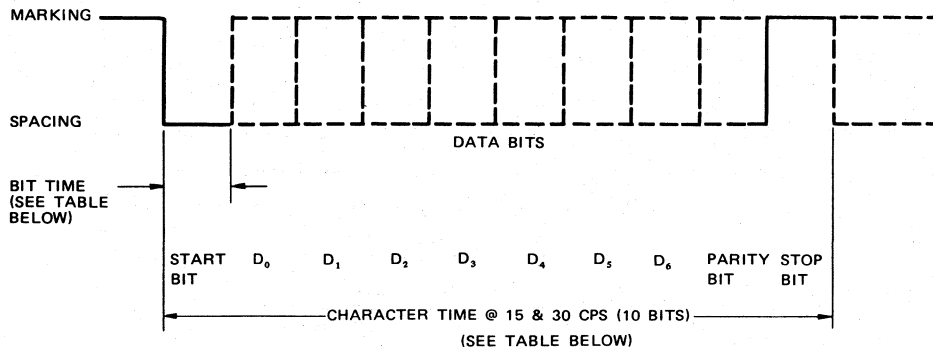 MARKING
SPACING
DATA BITS
BIT TIME
(SEE TABLE
BELOW)
START
BIT
D₀
D₁
D₂
D₃
D₄
D₅
D₆
PARITY
BIT
STOP
BIT
CHARACTER TIME @ 15 & 30 CPS (10 BITS)
(SEE TABLE BELOW)